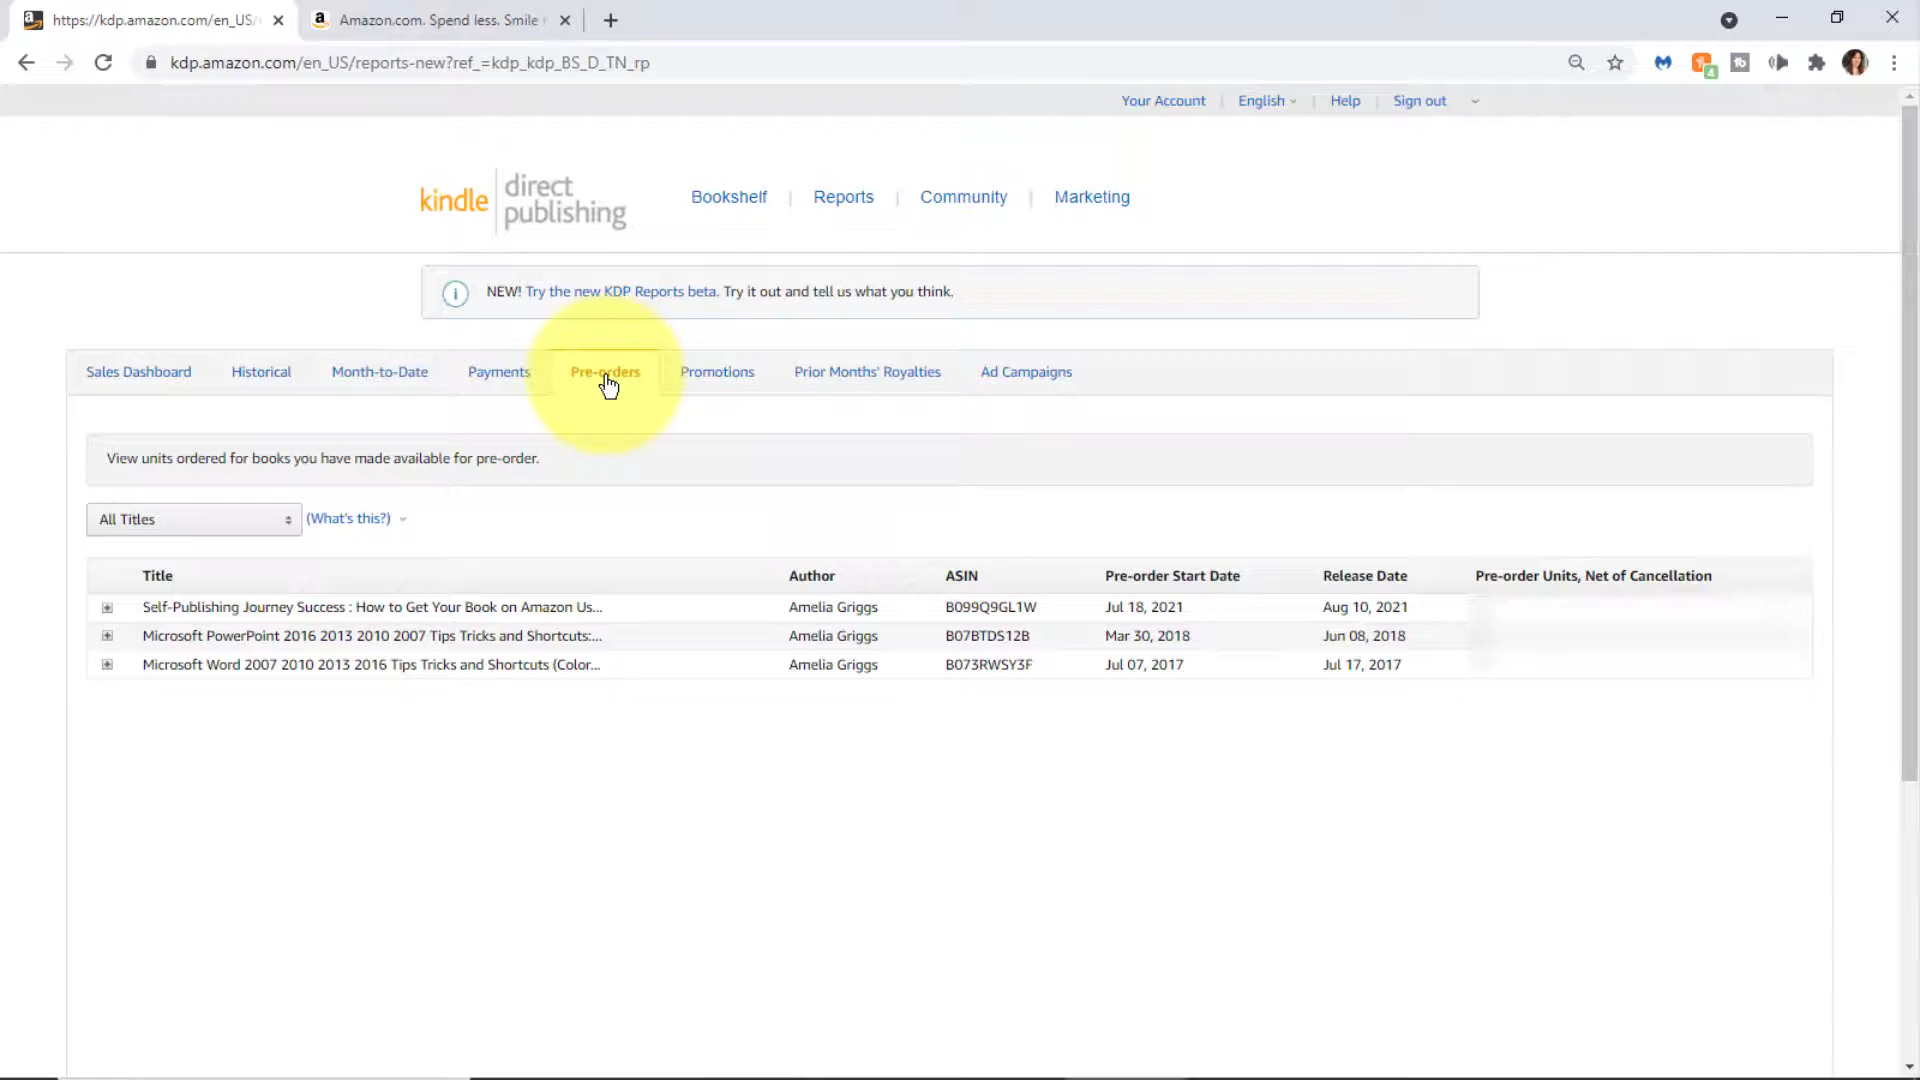 https://kdp.amazon.com/en_US/
Amazon.com. Spend less. Smile
kdp.amazon.com/en_US/reports-new?ref_=kdp_kdp_BS_D_TN_rp
4
Your Account English Help Sign out
kindle direct publishing
Bookshelf Reports Community Marketing
NEW! Try the new KDP Reports beta. Try it out and tell us what you think.
Sales Dashboard Historical Month-to-Date Payments Pre-orders Promotions Prior Months' Royalties Ad Campaigns
View units ordered for books you have made available for pre-order.
All Titles (What's this?)
Title Author ASIN Pre-order Start Date Release Date Pre-order Units, Net of Cancellation
Self-Publishing Journey Success : How to Get Your Book on Amazon Us... Amelia Griggs B099Q9GL1W Jul 18, 2021 Aug 10, 2021
Microsoft PowerPoint 2016 2013 2010 2007 Tips Tricks and Shortcuts:... Amelia Griggs B07BTDS12B Mar 30, 2018 Jun 08, 2018
Microsoft Word 2007 2010 2013 2016 Tips Tricks and Shortcuts (Color... Amelia Griggs B073RWSY3F Jul 07, 2017 Jul 17, 2017